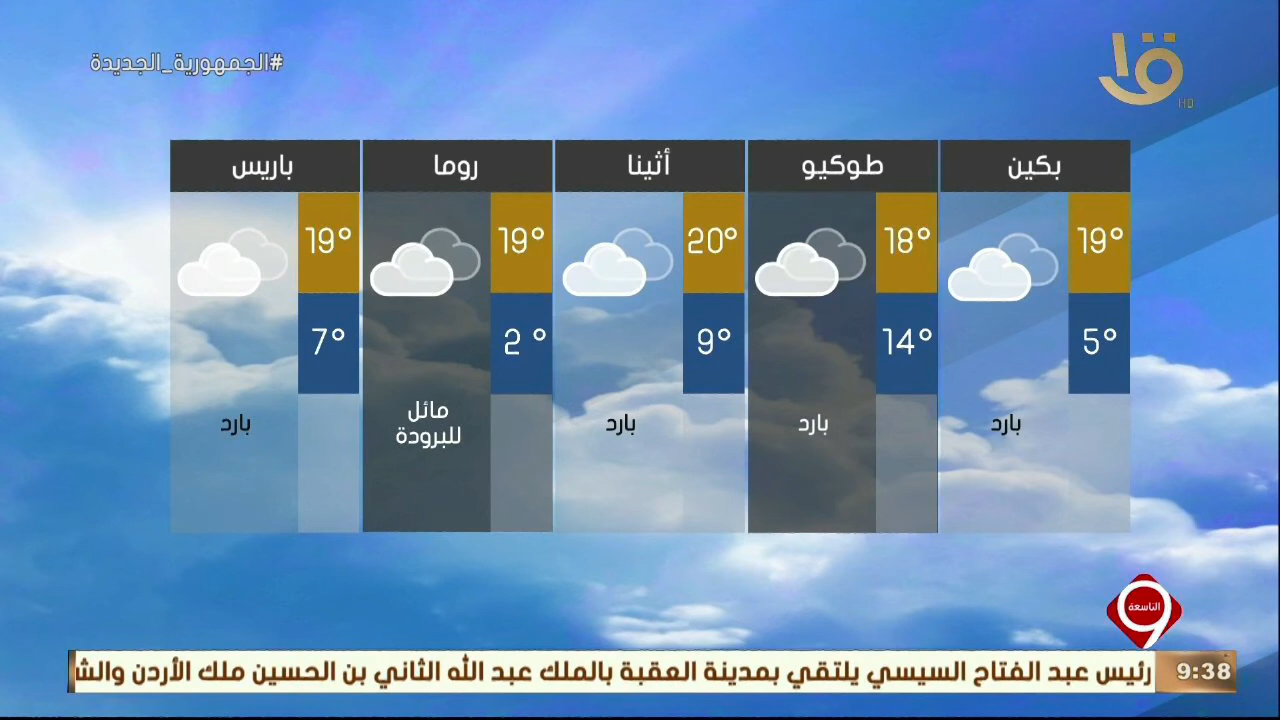 #الجمهورية_الجديدة
HD
بكين
19°
5°
بارد
طوكيو
18°
14°
بارد
أثينا
20°
9°
بارد
روما
19°
2 °
مائل
للبرودة
باريس
19°
7°
بارد
9
التاسعة
9:38
رئيس عبد الفتاح السيسي يلتقي بمدينة العقبة بالملك عبد الله الثاني بن الحسين ملك الأردن